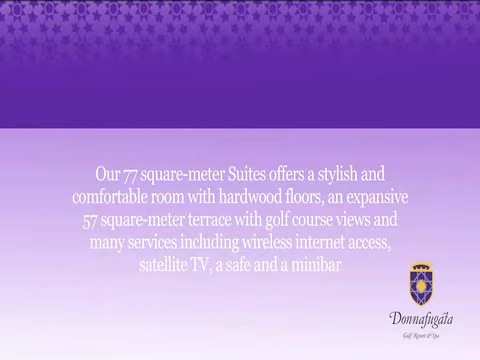 Our 77 square-meter Suites offers a stylish and
comfortable room with hardwood floors, an expansive
57 square-meter terrace with golf course views and
many services including wireless internet access,
satellite TV, a safe and a minibar
Donnafugata
Golf Resort & Spa